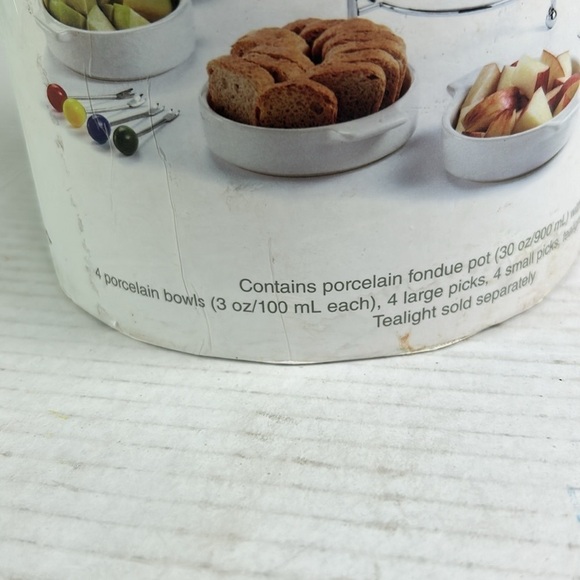 Contains porcelain fondue pot (30 oz/900 mL)
4 porcelain bowls (3 oz/100 mL each), 4 large picks, 4 small picks,
Tealight sold separately